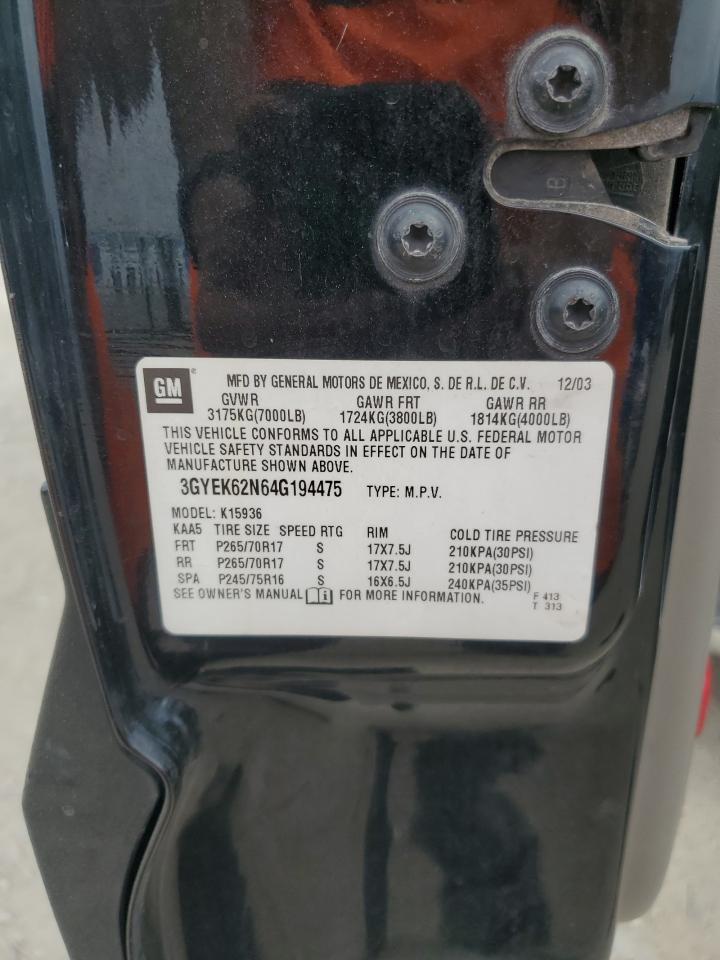 B
GM ® MFD BY GENERAL MOTORS DE MEXICO, S. DE R.L. DE C.V. 12/03
GVWR GAWR FRT GAWR RR
3175KG(7000LB) 1724KG(3800LB) 1814KG(4000LB)
THIS VEHICLE CONFORMS TO ALL APPLICABLE U.S. FEDERAL MOTOR
VEHICLE SAFETY STANDARDS IN EFFECT ON THE DATE OF
MANUFACTURE SHOWN ABOVE.
3GYEK62N64G194475 TYPE: M.P.V.
MODEL: K15936
KAA5 TIRE SIZE SPEED RTG RIM COLD TIRE PRESSURE
FRT P265/70R17 S 17X7.5J 210KPA(30PSI)
RR P265/70R17 S 17X7.5J 210KPA(30PSI)
SPA P245/75R16 S 16X6.5J 240KPA(35PSI)
SEE OWNER'S MANUAL i FOR MORE INFORMATION. F 413
T 313